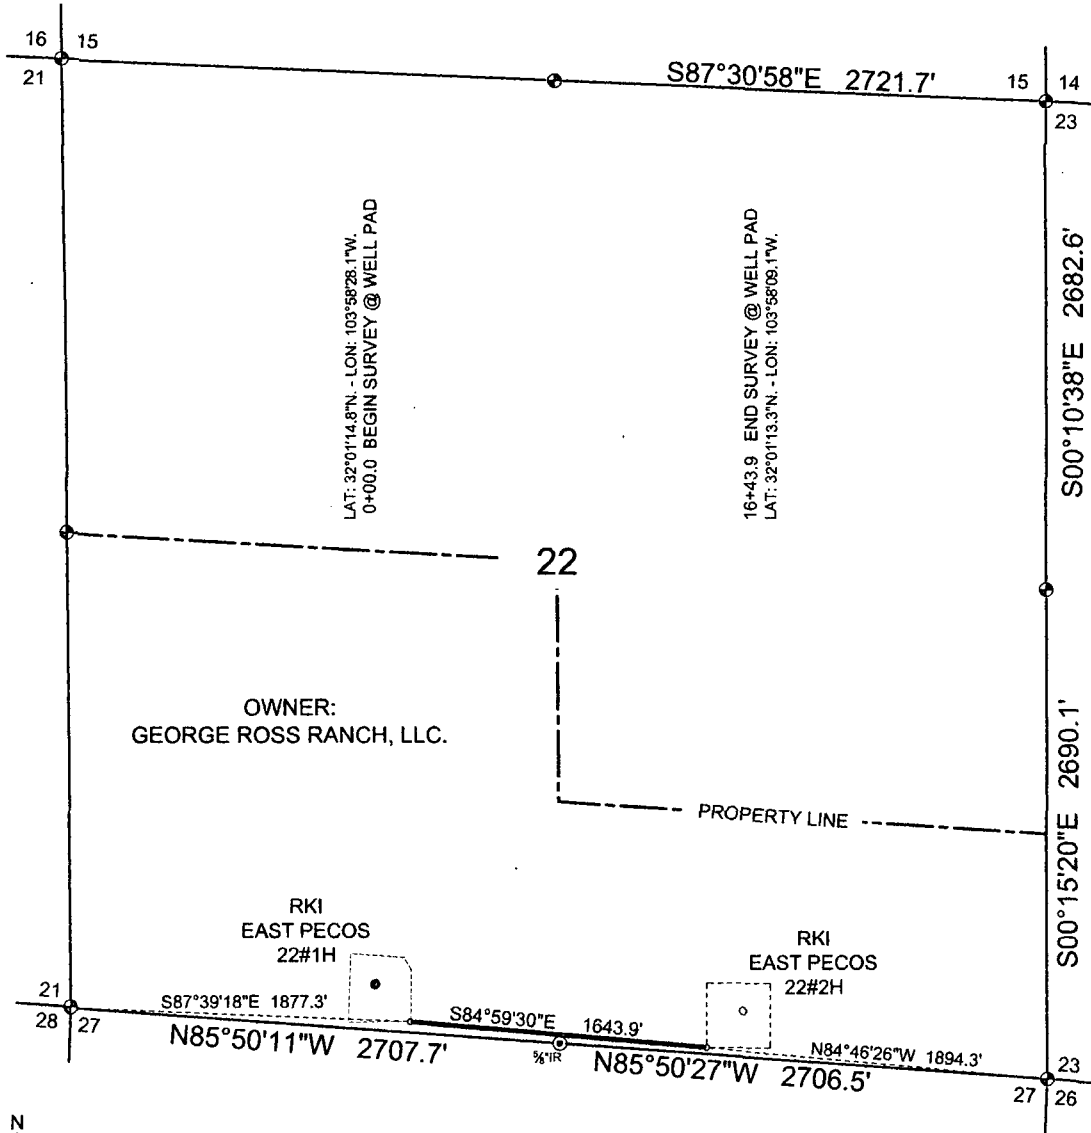 16 15
21
S87°30'58"E 2721.7'
15 14
23
LAT: 32°01'14.8"N. - LON: 103°58'28.1"W.
0+00.0 BEGIN SURVEY @ WELL PAD
16+43.9 END SURVEY @ WELL PAD
LAT: 32°01'13.3"N. - LON: 103°58'09.1"W.
S00°10'38"E 2682.6'
22
OWNER:
GEORGE ROSS RANCH, LLC.
PROPERTY LINE
S00°15'20"E 2690.1'
RKI
EAST PECOS
22#1H
RKI
EAST PECOS
22#2H
21
28 27
S87°39'18"E 1877.3'
S84°59'30"E 1643.9'
N84°46'26"W 1894.3'
N85°50'11"W 2707.7'
⅝"IR
N85°50'27"W 2706.5'
23
27 26
N